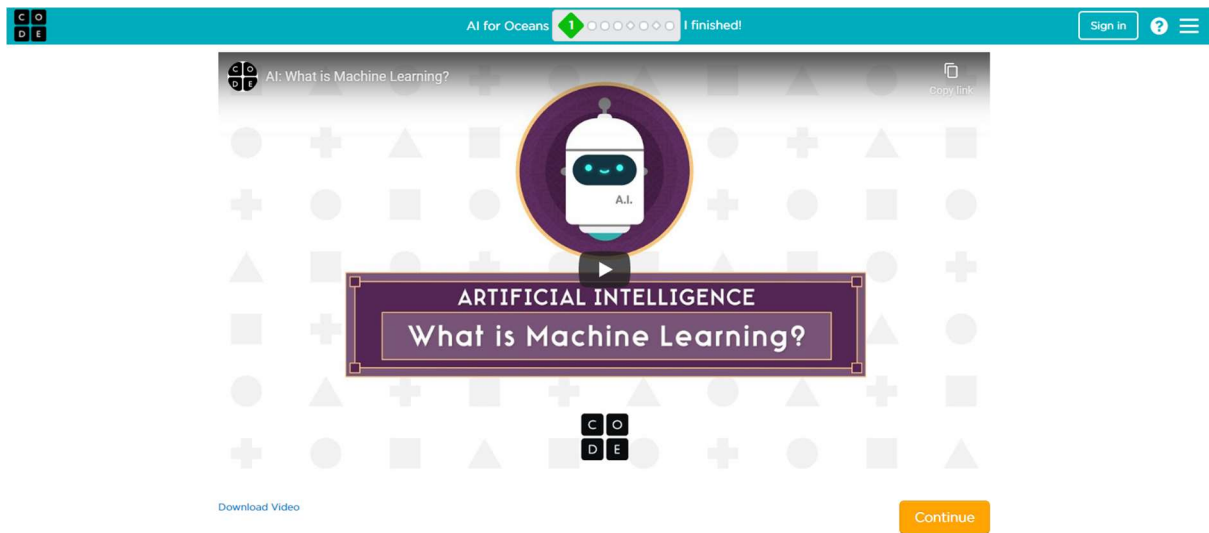 C O
D E
AI for Oceans 1 I finished!
Sign in ?
C O
D E
AI: What is Machine Learning?
Copy link
A.I.
ARTIFICIAL INTELLIGENCE
What is Machine Learning?
C O
D E
Download Video
Continue